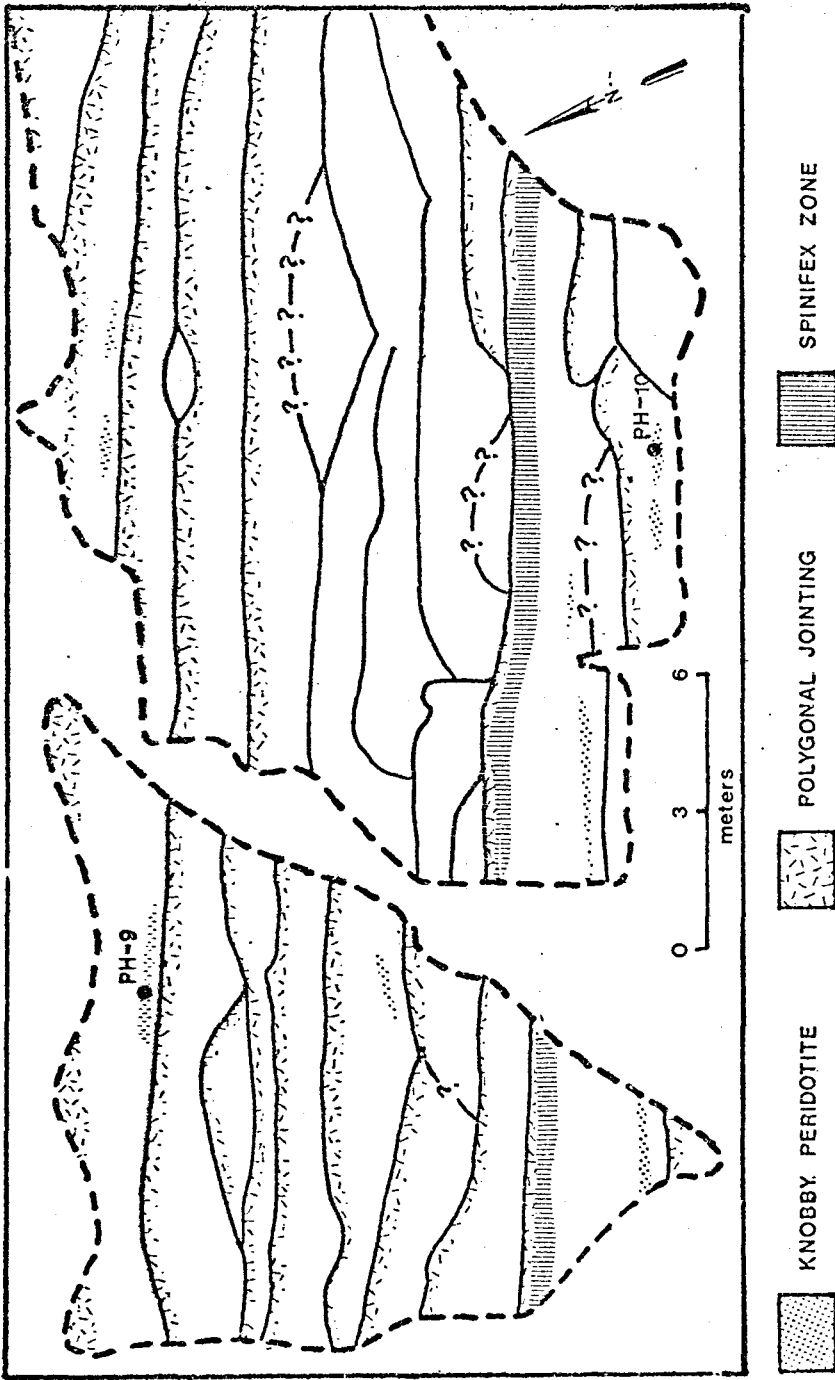 PH-9
? — ? — ? — ? — ?
? — ? — ?
? — ? — ? — ?
?
PH-10
N
0 3 6
meters
KNOBBY PERIDOTITE
POLYGONAL JOINTING
SPINIFEX ZONE